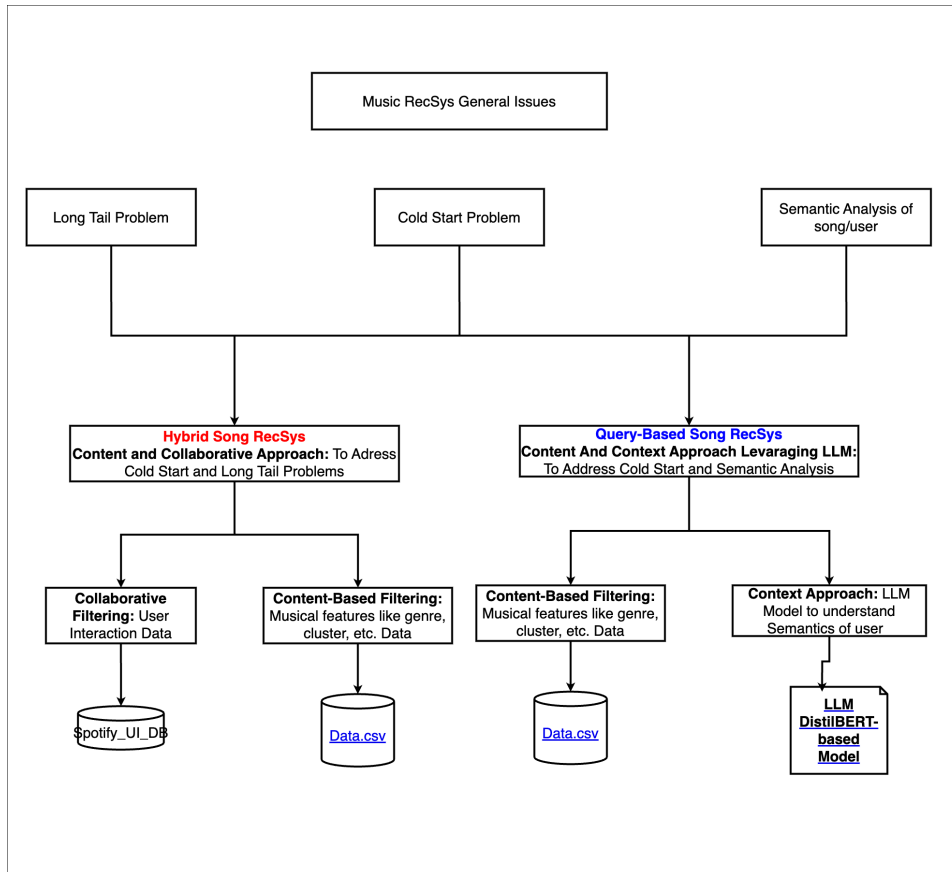 Music RecSys General Issues
Long Tail Problem
Cold Start Problem
Semantic Analysis of
song/user
Hybrid Song RecSys
Content and Collaborative Approach: To Adress
Cold Start and Long Tail Problems
Query-Based Song RecSys
Content And Context Approach Levaraging LLM:
To Address Cold Start and Semantic Analysis
Collaborative
Filtering: User
Interaction Data
Content-Based Filtering:
Musical features like genre,
cluster, etc. Data
Content-Based Filtering:
Musical features like genre,
cluster, etc. Data
Context Approach: LLM
Model to understand
Semantics of user
Spotify_UI_DB
Data.csv
Data.csv
LLM
DistilBERT-
based
Model